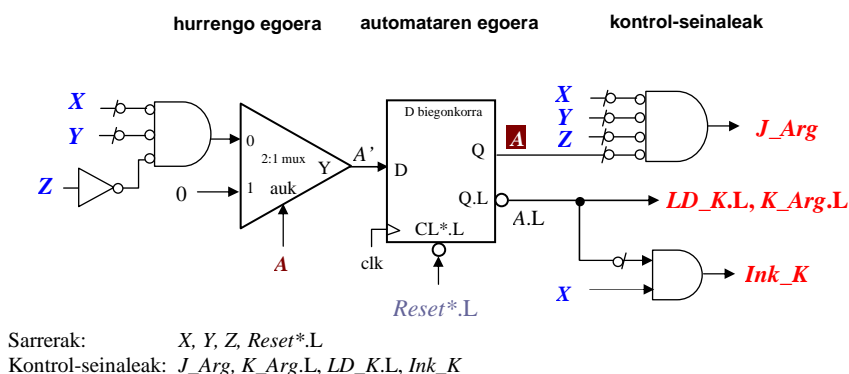 hurrengo egoera
automataren egoera
kontrol-seinaleak
X
Y
Z
0
0
1
2:1 mux
Y
auk
A
A’
D biegonkorra
D
Q
Q.L
CL*.L
clk
Reset*.L
A
A.L
X
Y
Z
J_Arg
LD_K.L, K_Arg.L
X
Ink_K
Sarrerak: X, Y, Z, Reset*.L
Kontrol-seinaleak: J_Arg, K_Arg.L, LD_K.L, Ink_K